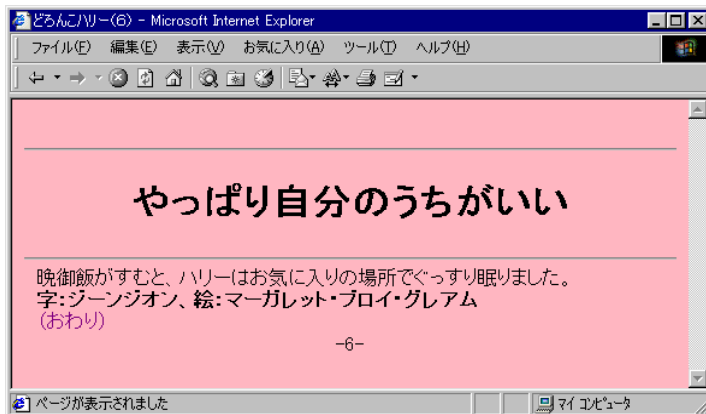 どろんこハリー(6) - Microsoft Internet Explorer
ファイル(F) 編集(E) 表示(V) お気に入り(A) ツール(T) ヘルプ(H)
やっぱり自分のうちがいい
晩御飯がすむと、ハリーはお気に入りの場所でぐっすり眠りました。
字:ジーンジオン、絵:マーガレット・ブロイ・グレアム
(おわり)
-6-
ページが表示されました マイ コンピュータ